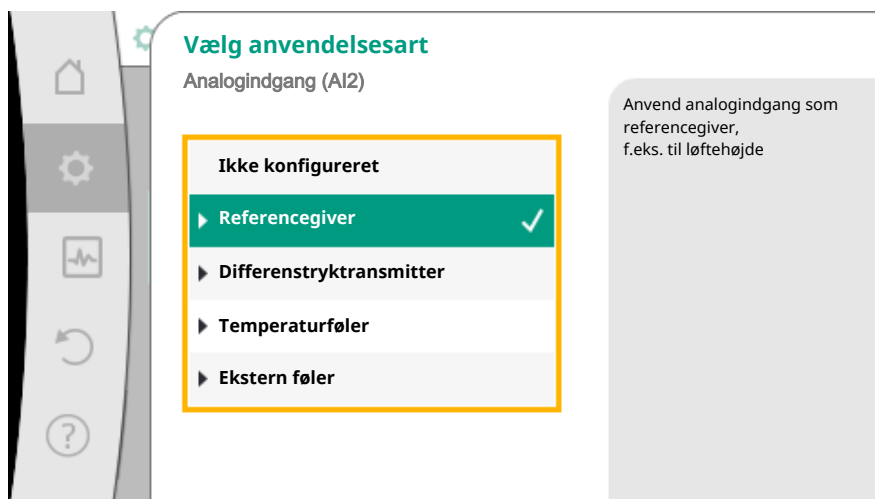 Vælg anvendelsesart
Analogindgang (AI2)
Ikke konfigureret
Referencegiver
Differenstryktransmitter
Temperaturføler
Ekstern føler
Anvend analogindgang som
referencegiver,
f.eks. til løftehøjde
?